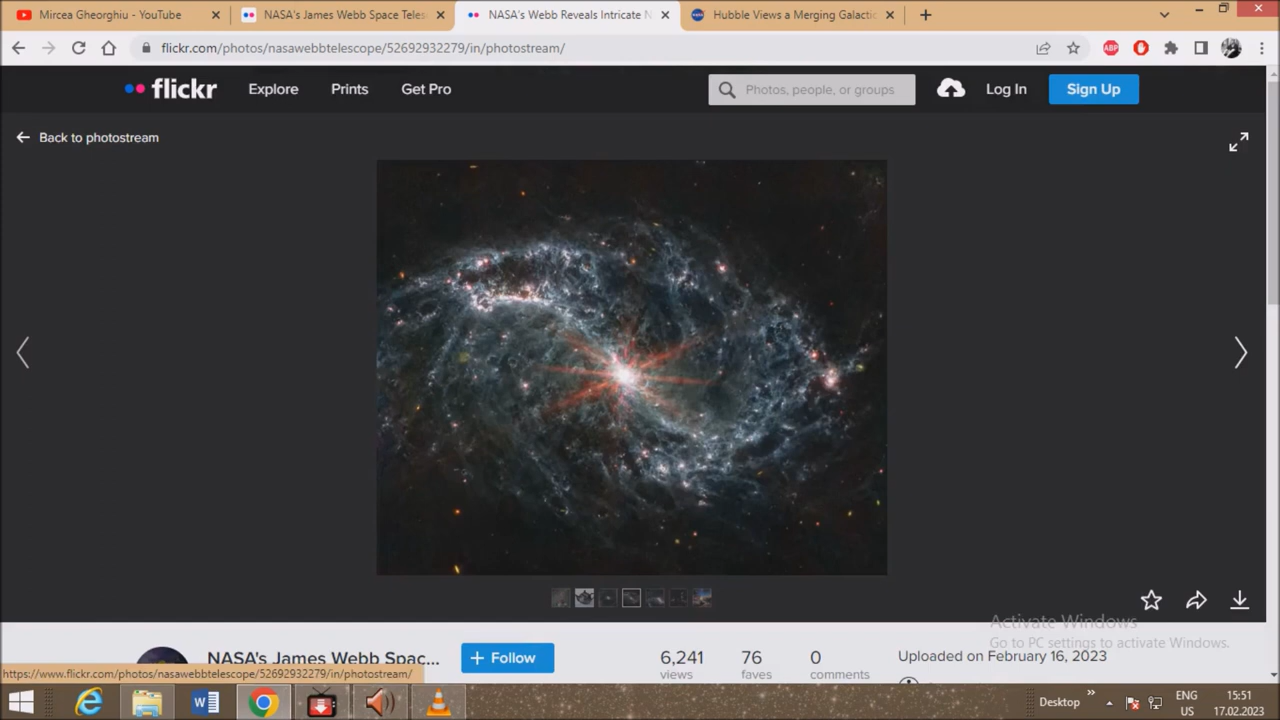 Mircea Gheorghiu - YouTube
NASA's James Webb Space Teles
NASA's Webb Reveals Intricate N
Hubble Views a Merging Galactic
flickr.com/photos/nasawebbtelescope/52692932279/in/photostream/
ABP
flickr
Explore
Prints
Get Pro
Photos, people, or groups
Log In
Sign Up
Back to photostream
NASA's James Webb Spac...
+ Follow
6,241
views
76
faves
0
comments
Activate Windows
Go to PC settings to activate Windows.
Uploaded on February 16, 2023
https://www.flickr.com/photos/nasawebbtelescope/52692932279/in/photostream/
Desktop
ENG
US
15:51
17.02.2023